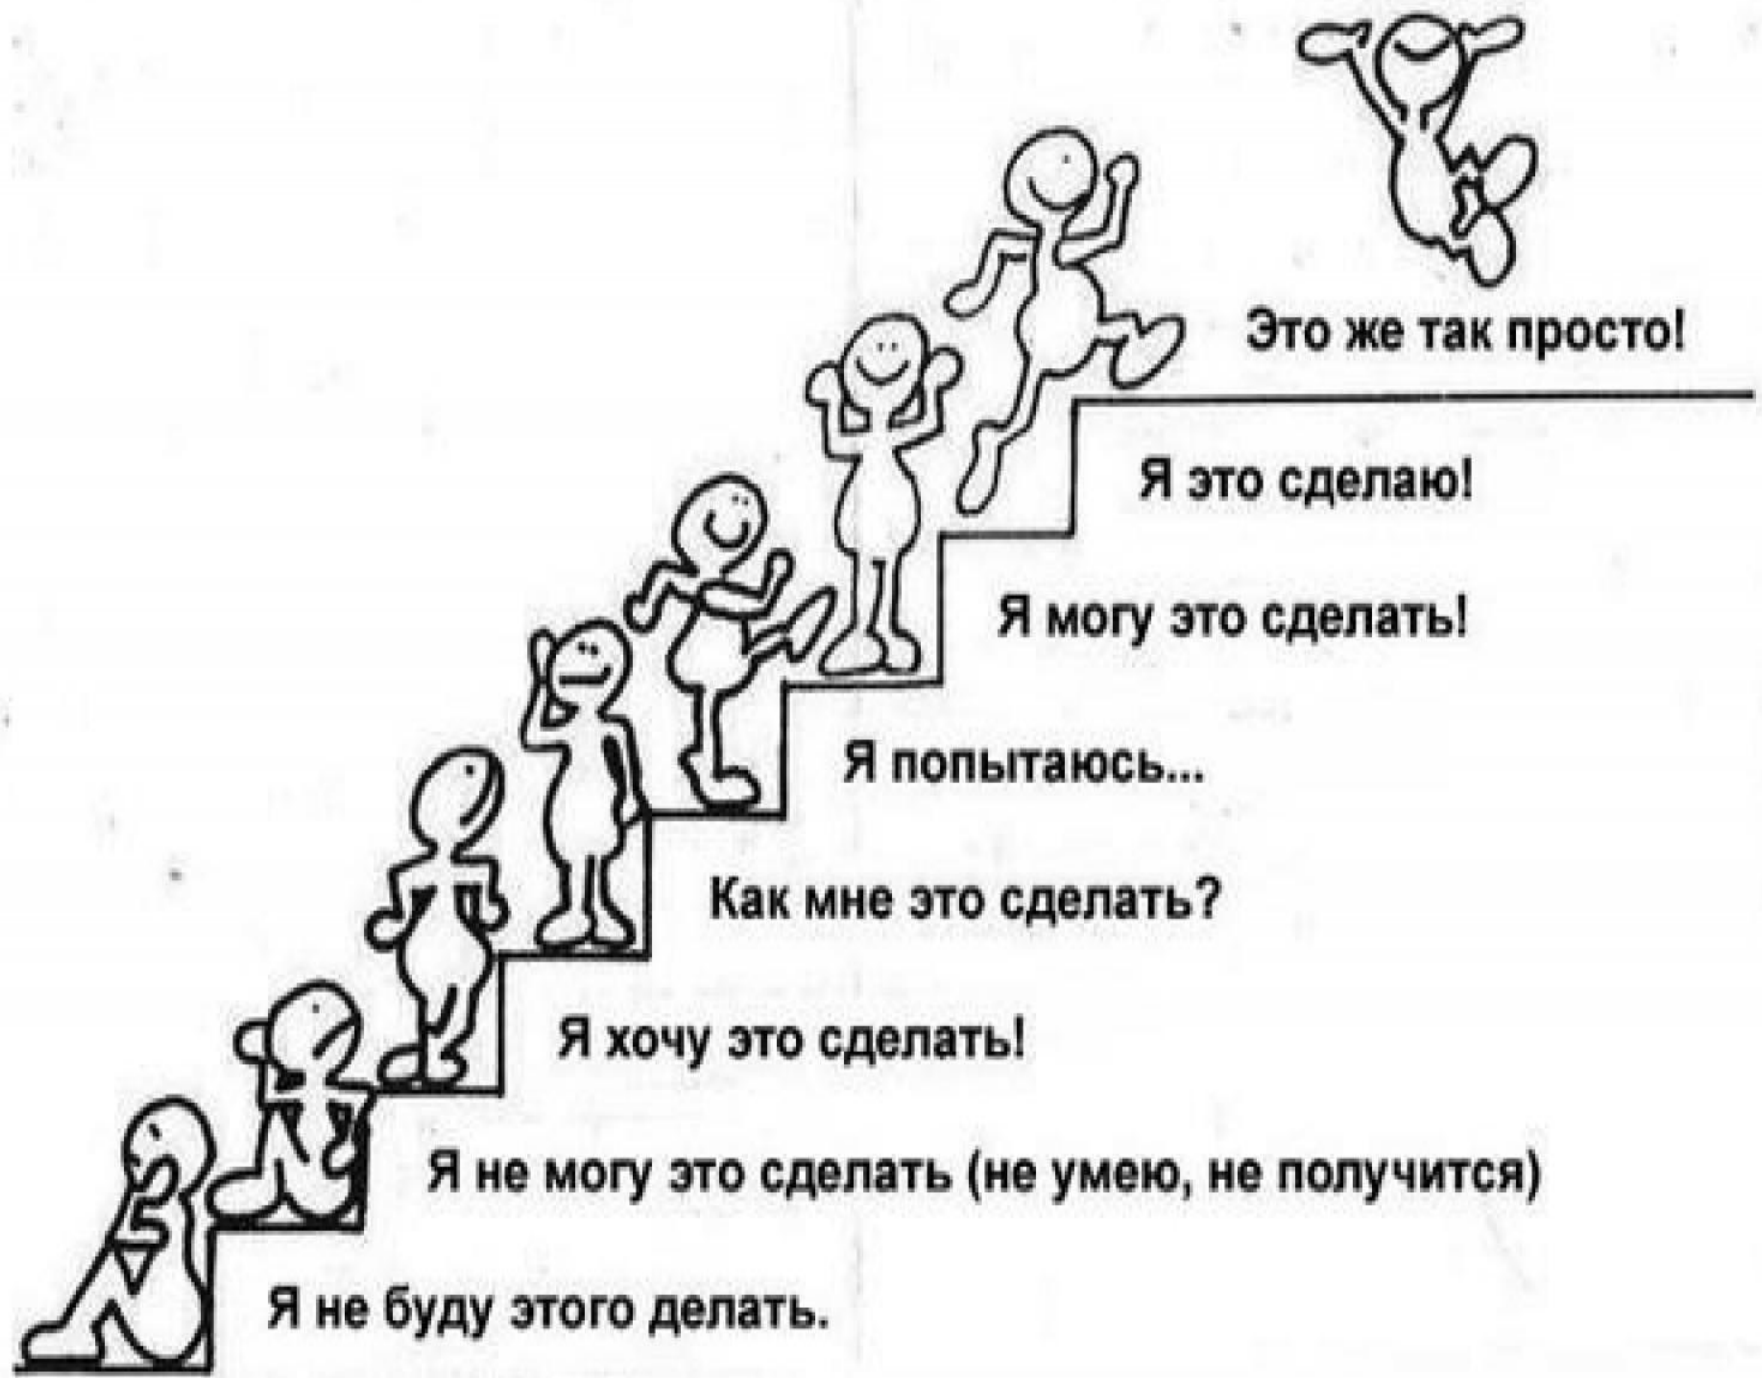 Это же так просто!
Я это сделаю!
Я могу это сделать!
Я попытаюсь...
Как мне это сделать?
Я хочу это сделать!
Я не могу это сделать (не умею, не получится)
Я не буду этого делать.